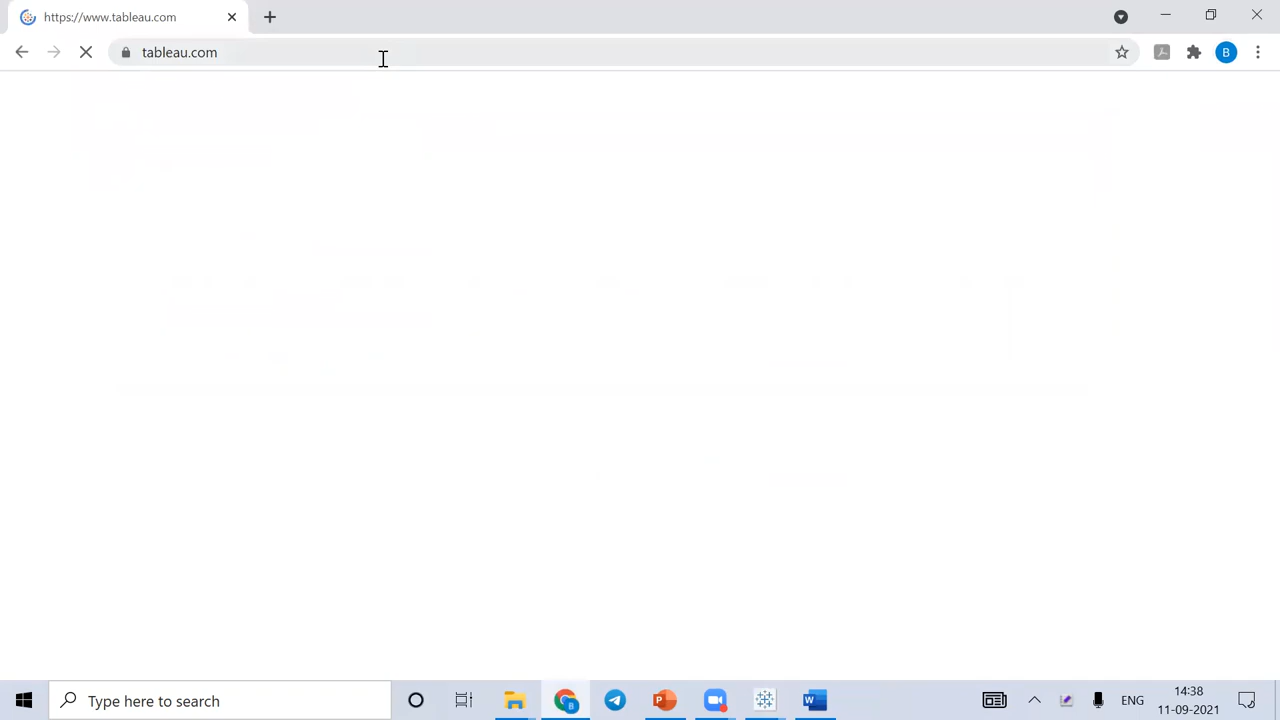 https://www.tableau.com
tableau.com
B
Type here to search
B
P
W
ENG
14:38
11-09-2021